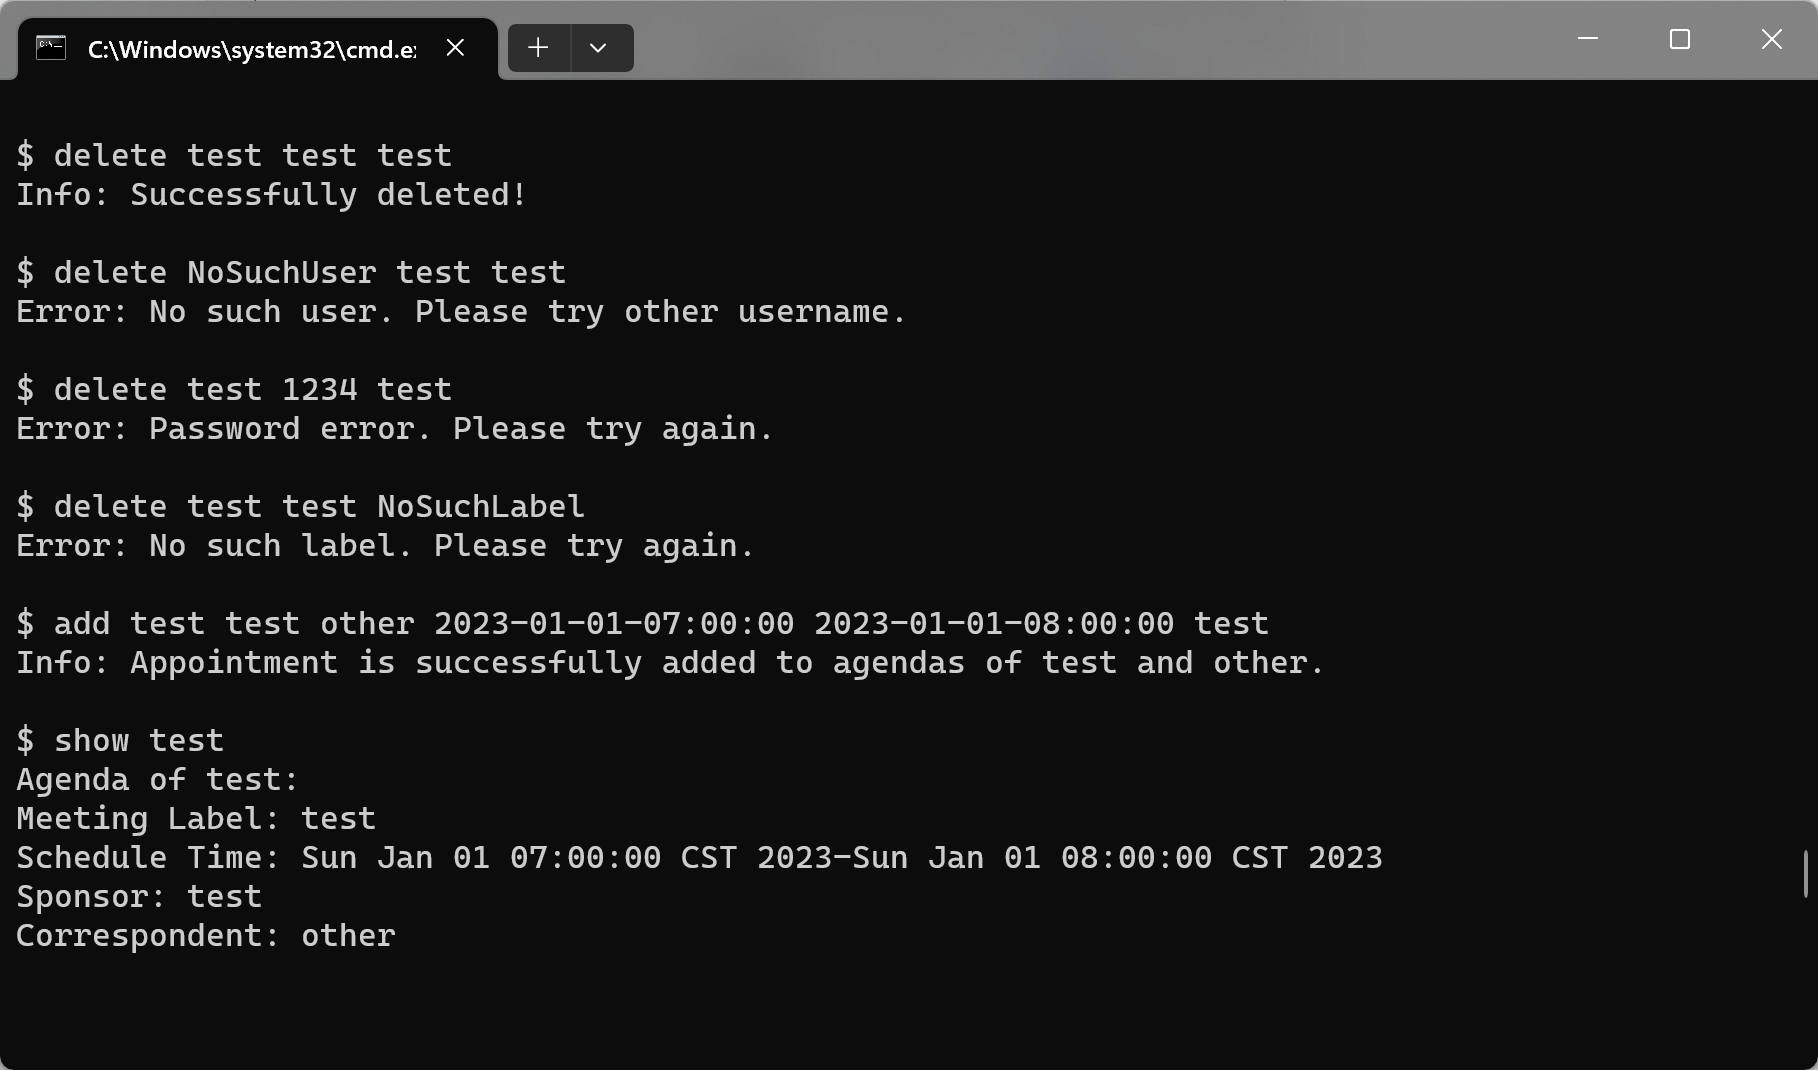 C:\Windows\system32\cmd.e
$ delete test test test
Info: Successfully deleted!
$ delete NoSuchUser test test
Error: No such user. Please try other username.
$ delete test 1234 test
Error: Password error. Please try again.
$ delete test test NoSuchLabel
Error: No such label. Please try again.
$ add test test other 2023-01-01-07:00:00 2023-01-01-08:00:00 test
Info: Appointment is successfully added to agendas of test and other.
$ show test
Agenda of test:
Meeting Label: test
Schedule Time: Sun Jan 01 07:00:00 CST 2023-Sun Jan 01 08:00:00 CST 2023
Sponsor: test
Correspondent: other